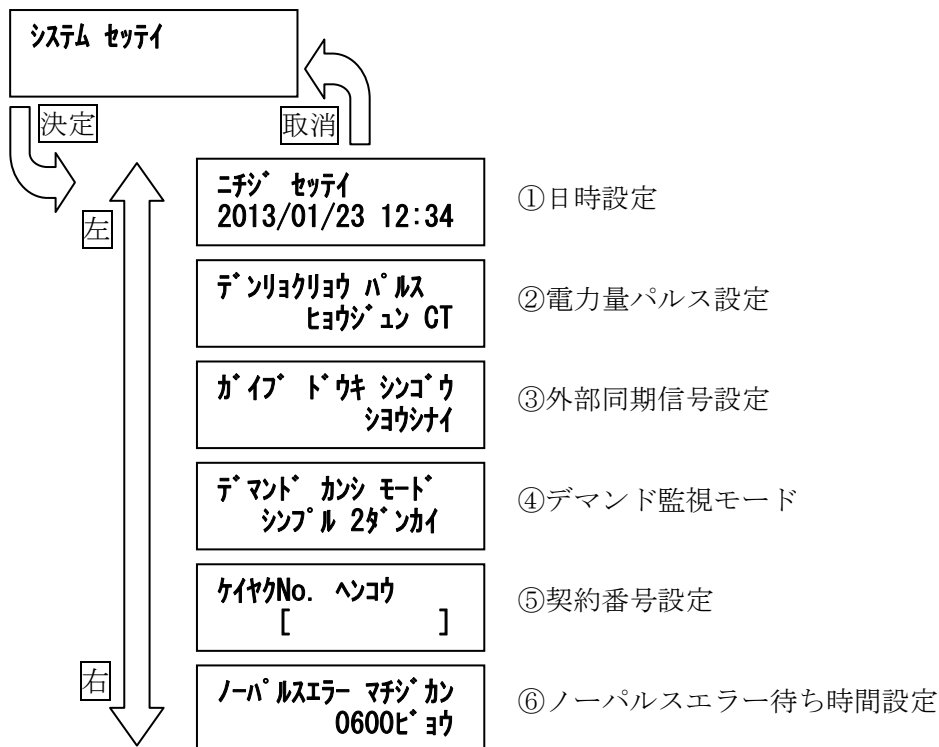 ｼｽﾃﾑ ｾｯﾃｲ
決定
取消
左
ﾆﾁｼﾞ ｾｯﾃｲ
2013/01/23 12:34
①日時設定
ﾃﾞﾝﾘｮｸﾘｮｳ ﾊﾟﾙｽ
ﾋｮｳｼﾞｭﾝ CT
②電力量パルス設定
ｶﾞｲﾌﾞ ﾄﾞｳｷ ｼﾝｺﾞｳ
ｼﾖｳｼﾅｲ
③外部同期信号設定
ﾃﾞﾏﾝﾄﾞ ｶﾝｼ ﾓｰﾄﾞ
ｼﾝﾌﾟﾙ 2ﾀﾞﾝｶｲ
④デマンド監視モード
ｹｲﾔｸNo. ﾍﾝｺｳ
[ ]
⑤契約番号設定
右
ﾉｰﾊﾟﾙｽｴﾗｰ ﾏﾁｼﾞｶﾝ
0600ﾋﾞｮｳ
⑥ノーパルスエラー待ち時間設定